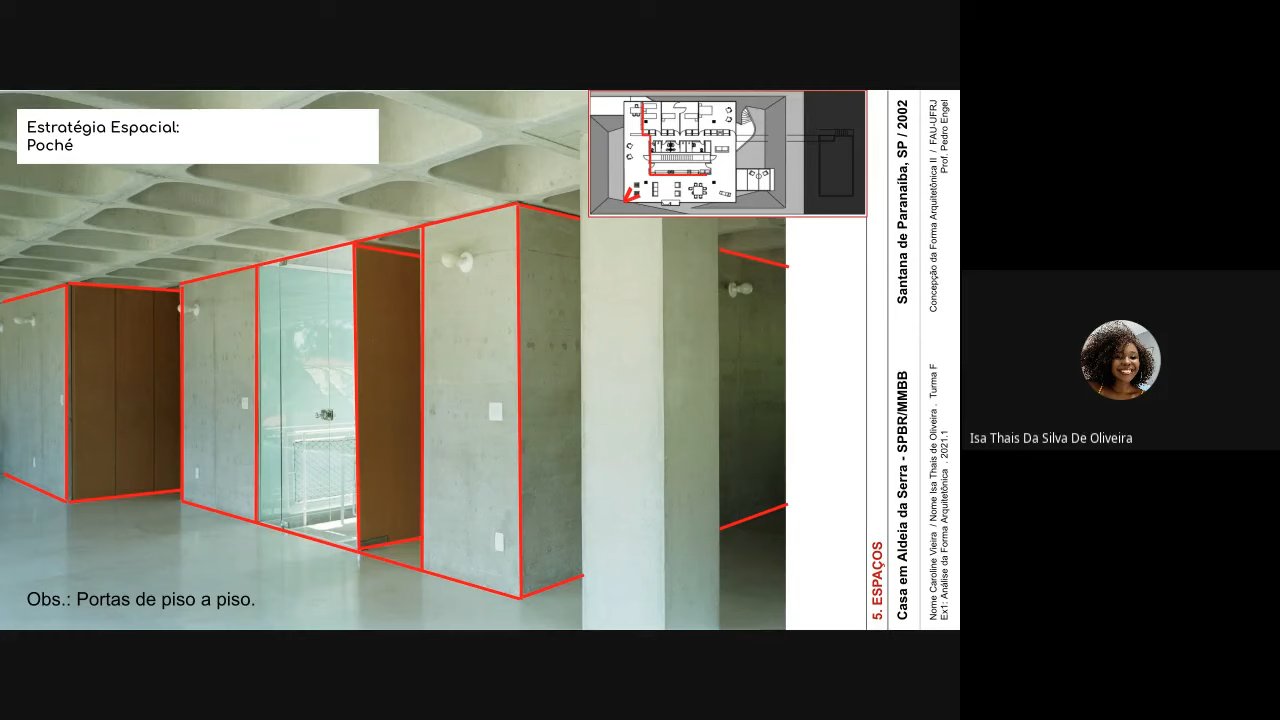 Estratégia Espacial:
Poché
Obs.: Portas de piso a piso.
5. ESPAÇOS
Casa em Aldeia da Serra - SPBR/MMBB
Santana de Paranaíba, SP / 2002
Nome Caroline Vieira / Nome Isa Thais de Oliveira . Turma F
Ex1: Análise da Forma Arquitetônica . 2021.1
Concepção da Forma Arquitetônica II / FAU-UFRJ
Prof. Pedro Engel
Isa Thais Da Silva De Oliveira